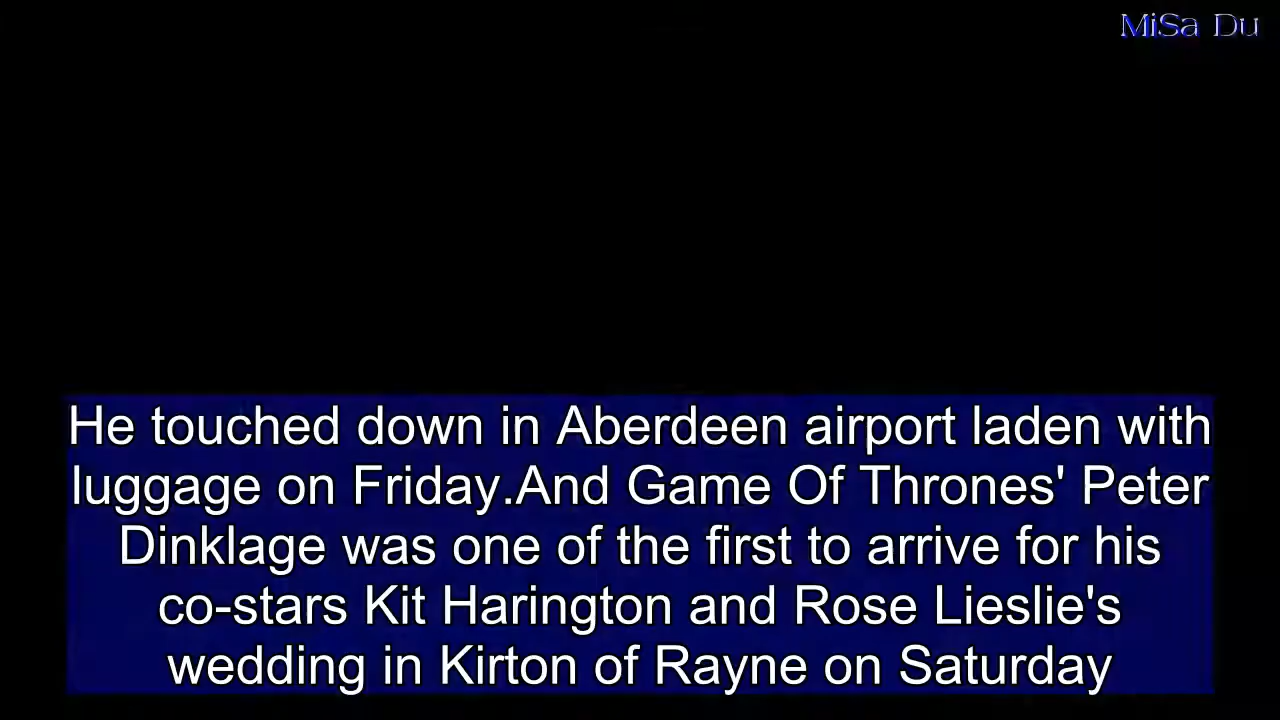 MiSa Du
He touched down in Aberdeen airport laden with
luggage on Friday.And Game Of Thrones' Peter
Dinklage was one of the first to arrive for his
co-stars Kit Harington and Rose Lieslie's
wedding in Kirton of Rayne on Saturday